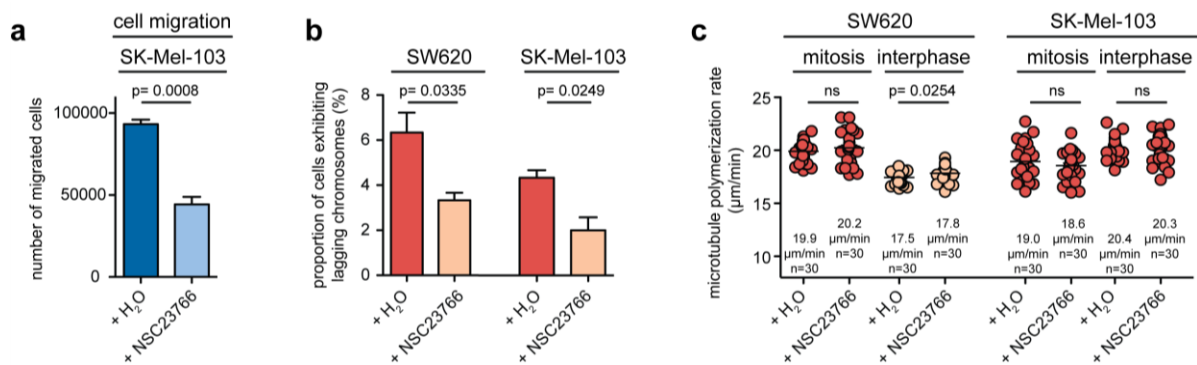 a
cell migration
SK-Mel-103
p= 0.0008
number of migrated cells
100000
50000
0
+ H₂O
+ NSC23766
b
SW620
SK-Mel-103
p= 0.0335
p= 0.0249
proportion of cells exhibiting
lagging chromosomes (%)
8
6
4
2
0
+ H₂O
+ NSC23766
+ H₂O
+ NSC23766
c
SW620
SK-Mel-103
mitosis
interphase
mitosis
interphase
ns
p= 0.0254
ns
ns
microtubule polymerization rate
(µm/min)
25
20
15
10
19.9
µm/min
n=30
20.2
µm/min
n=30
17.5
µm/min
n=30
17.8
µm/min
n=30
19.0
µm/min
n=30
18.6
µm/min
n=30
20.4
µm/min
n=30
20.3
µm/min
n=30
+ H₂O
+ NSC23766
+ H₂O
+ NSC23766
+ H₂O
+ NSC23766
+ H₂O
+ NSC23766